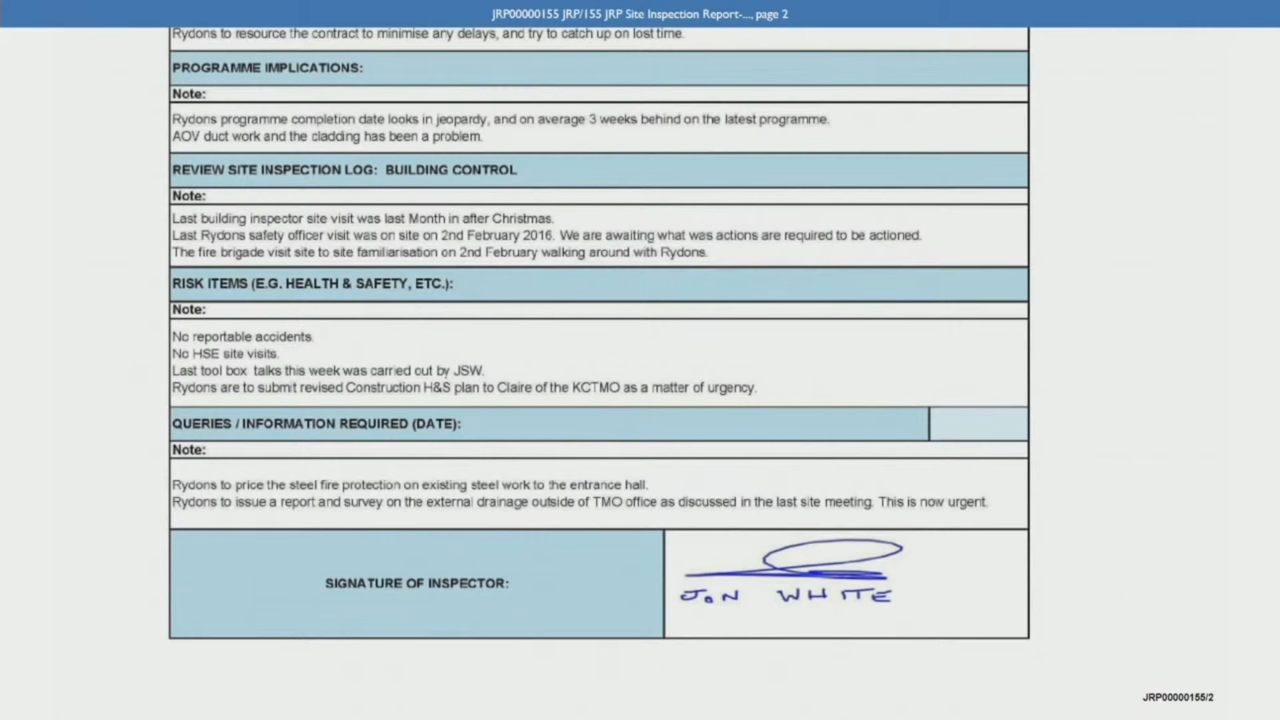 JRP00000155 JRP/155 JRP Site Inspection Report-..., page 2
Rydons to resource the contract to minimise any delays, and try to catch up on lost time.
PROGRAMME IMPLICATIONS:
Note:
Rydons programme completion date looks in jeopardy, and on average 3 weeks behind on the latest programme.
AOV duct work and the cladding has been a problem.
REVIEW SITE INSPECTION LOG: BUILDING CONTROL
Note:
Last building inspector site visit was last Month in after Christmas.
Last Rydons safety officer visit was on site on 2nd February 2016. We are awaiting what was actions are required to be actioned.
The fire brigade visit site to site familiarisation on 2nd February walking around with Rydons.
RISK ITEMS (E.G. HEALTH & SAFETY, ETC.):
Note:
No reportable accidents.
No HSE site visits.
Last tool box talks this week was carried out by JSW.
Rydons are to submit revised Construction H&S plan to Claire of the KCTMO as a matter of urgency.
QUERIES / INFORMATION REQUIRED (DATE):
Note:
Rydons to price the steel fire protection on existing steel work to the entrance hall.
Rydons to issue a report and survey on the external drainage outside of TMO office as discussed in the last site meeting. This is now urgent.
SIGNATURE OF INSPECTOR:
JON WHITE
JRP00000155/2